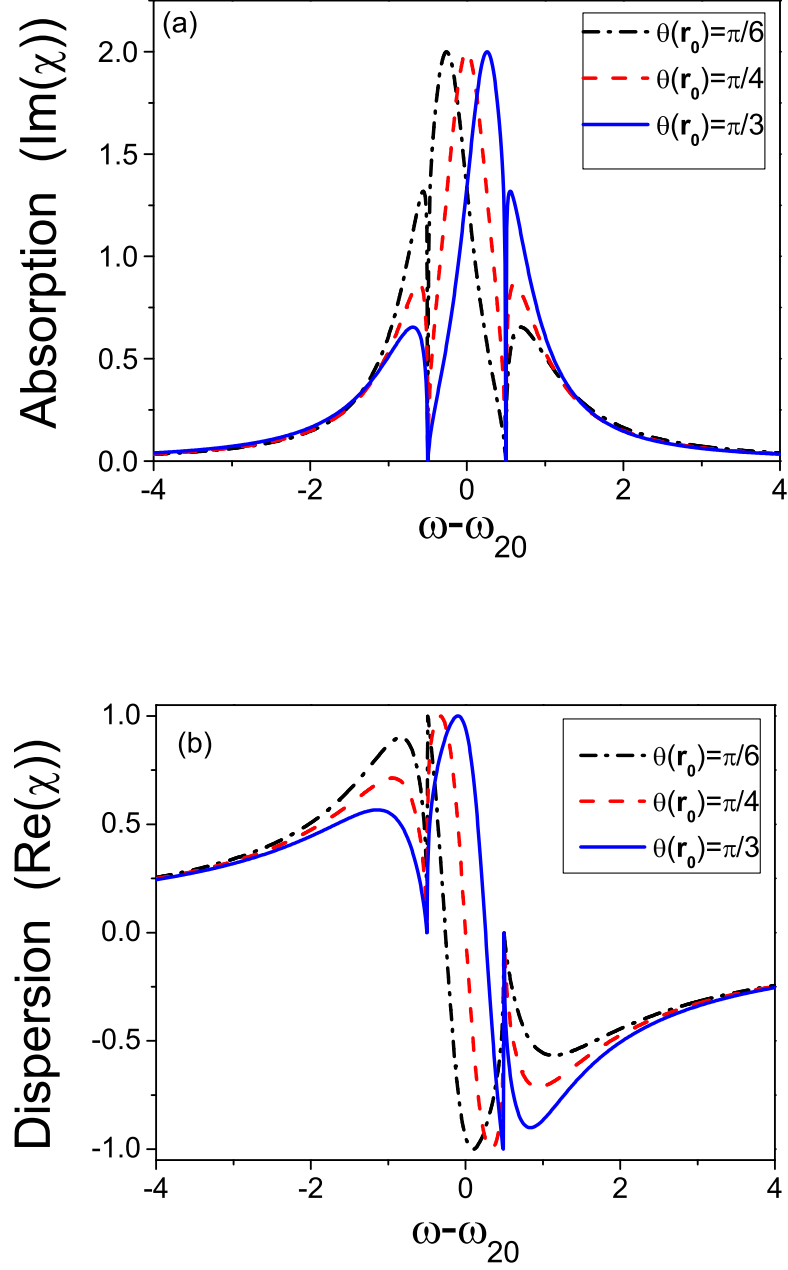 (a)
θ(r₀)=π/6
θ(r₀)=π/4
θ(r₀)=π/3
Absorption (Im(χ))
2.0
1.5
1.0
0.5
0.0
-4 -2 0 2 4
ω-ω₂₀
(b)
θ(r₀)=π/6
θ(r₀)=π/4
θ(r₀)=π/3
Dispersion (Re(χ))
1.0
0.5
0.0
-0.5
-1.0
-4 -2 0 2 4
ω-ω₂₀